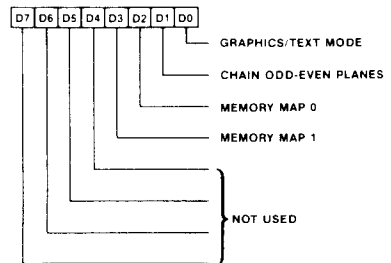 D7 D6 D5 D4 D3 D2 D1 D0
GRAPHICS/TEXT MODE
CHAIN ODD-EVEN PLANES
MEMORY MAP 0
MEMORY MAP 1
NOT USED